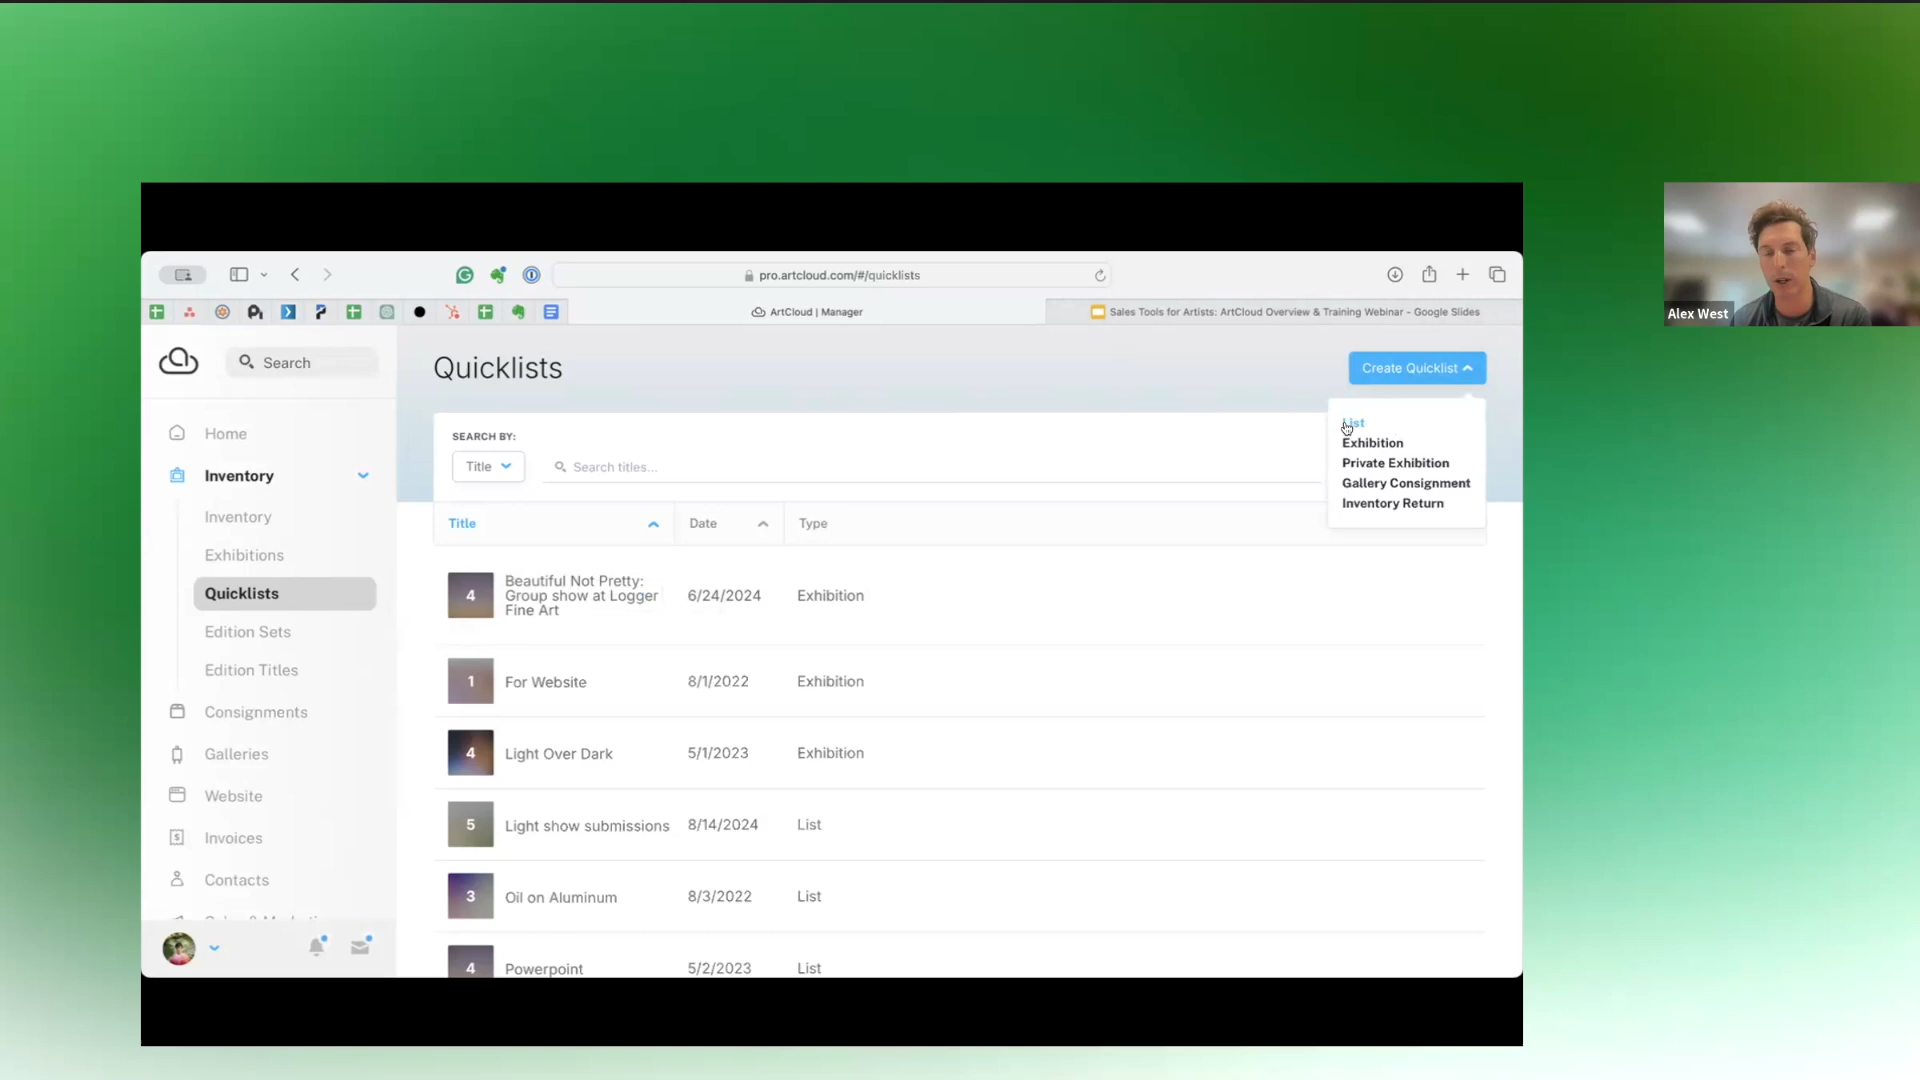 pro.artcloud.com/#/quicklists
ArtCloud | Manager
Sales Tools for Artists: ArtCloud Overview & Training Webinar - Google Slides
Search
Quicklists
Create Quicklist
List
Exhibition
Private Exhibition
Gallery Consignment
Inventory Return
Alex West
Home
Inventory
Inventory
Exhibitions
Quicklists
Edition Sets
Edition Titles
Consignments
Galleries
Website
Invoices
Contacts
SEARCH BY:
Title
Search titles...
Title
Date
Type
4
Beautiful Not Pretty:
Group show at Logger
Fine Art
6/24/2024
Exhibition
1
For Website
8/1/2022
Exhibition
4
Light Over Dark
5/1/2023
Exhibition
5
Light show submissions
8/14/2024
List
3
Oil on Aluminum
8/3/2022
List
4
Powerpoint
5/2/2023
List